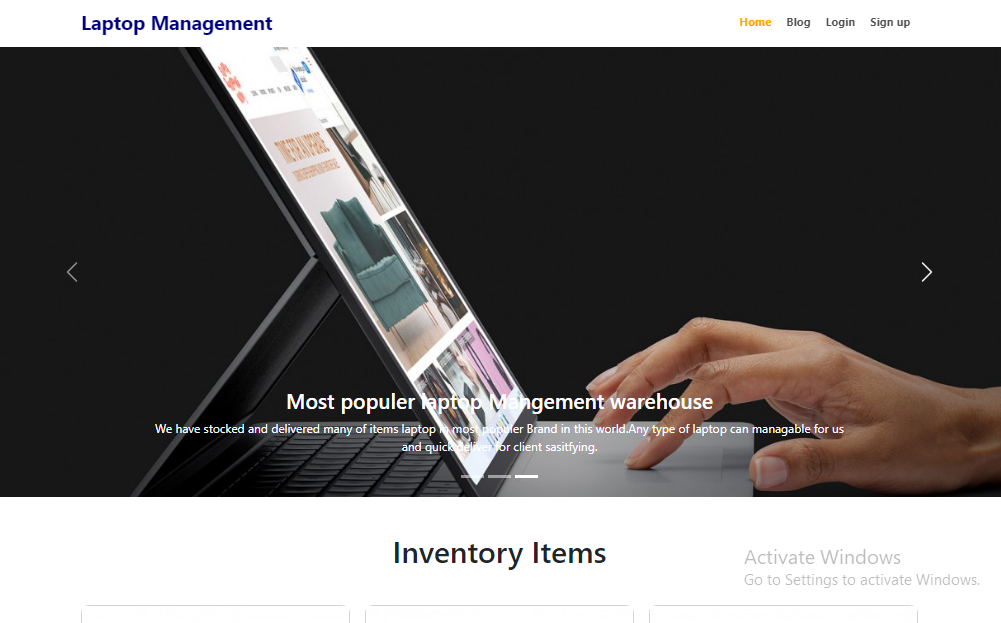 Laptop Management
Home Blog Login Sign up
Most populer laptop Mangement warehouse
We have stocked and delivered many of items laptop in most populer Brand in this world.Any type of laptop can managable for us
and quick deliver for client sasitfying.
Inventory Items
Activate Windows
Go to Settings to activate Windows.